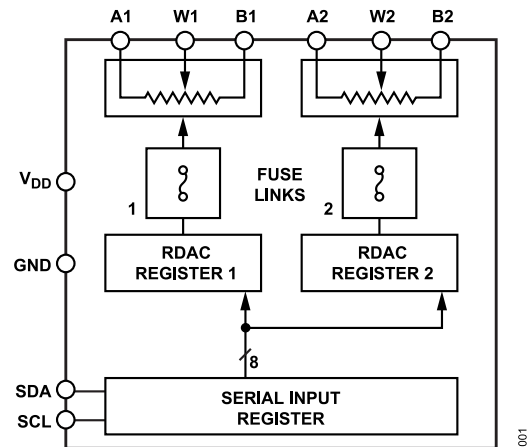 A1 W1 B1 A2 W2 B2
V_DD
FUSE
LINKS
1
2
GND
RDAC
REGISTER 1
RDAC
REGISTER 2
8
SDA
SCL
SERIAL INPUT
REGISTER
001